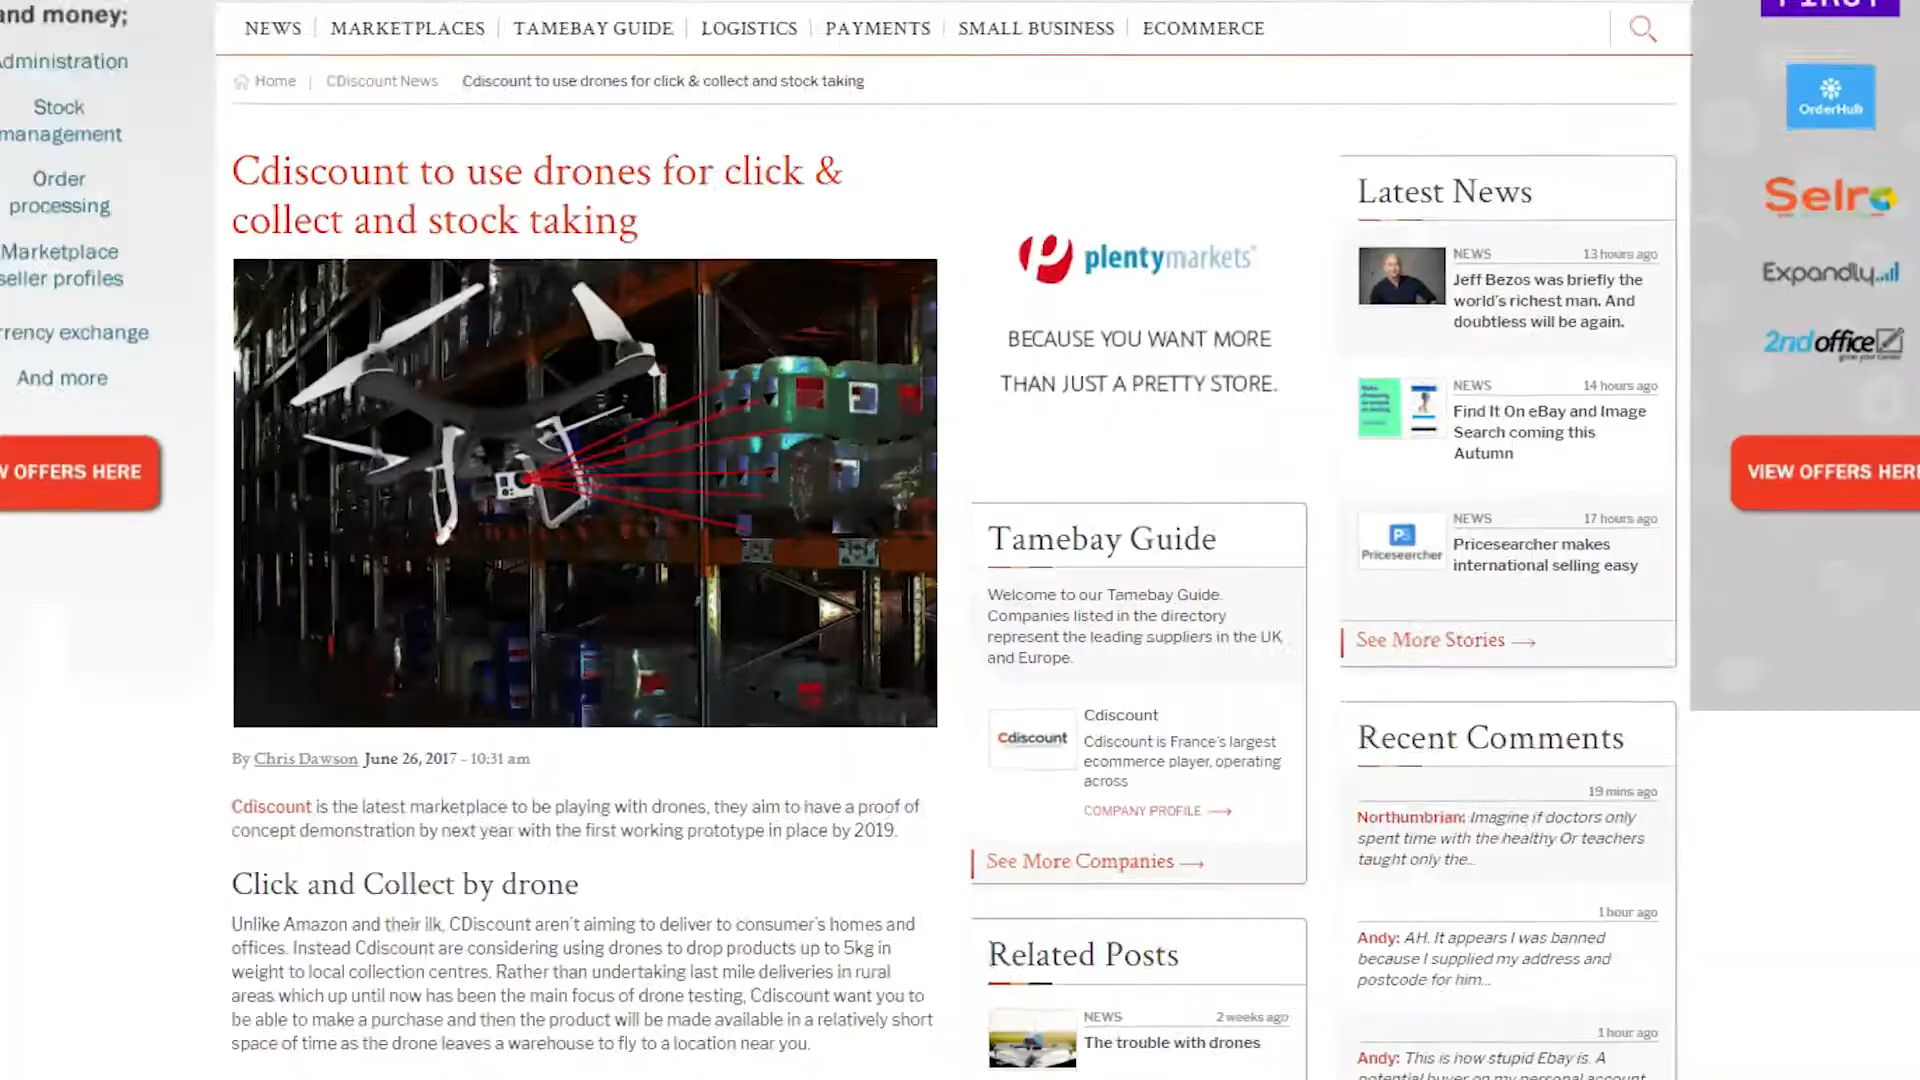 and money;
dministration
Stock
management
Order
processing
Marketplace
seller profiles
rrency exchange
And more
W OFFERS HERE
NEWS
MARKETPLACES
TAMEBAY GUIDE
LOGISTICS
PAYMENTS
SMALL BUSINESS
ECOMMERCE
Home
CDiscount News
Cdiscount to use drones for click & collect and stock taking
Cdiscount to use drones for click &
collect and stock taking
By Chris Dawson June 26, 2017 - 10:31 am
Cdiscount is the latest marketplace to be playing with drones, they aim to have a proof of
concept demonstration by next year with the first working prototype in place by 2019.
Click and Collect by drone
Unlike Amazon and their ilk, CDiscount aren't aiming to deliver to consumer's homes and
offices. Instead Cdiscount are considering using drones to drop products up to 5kg in
weight to local collection centres. Rather than undertaking last mile deliveries in rural
areas which up until now has been the main focus of drone testing, Cdiscount want you to
be able to make a purchase and then the product will be made available in a relatively short
space of time as the drone leaves a warehouse to fly to a location near you.
plentymarkets
BECAUSE YOU WANT MORE
THAN JUST A PRETTY STORE.
Tamebay Guide
Welcome to our Tamebay Guide.
Companies listed in the directory
represent the leading suppliers in the UK
and Europe.
Cdiscount
Cdiscount
Cdiscount is France's largest
ecommerce player, operating
across
COMPANY PROFILE →
See More Companies →
Related Posts
NEWS
2 weeks ago
The trouble with drones
Latest News
NEWS
13 hours ago
Jeff Bezos was briefly the
world's richest man. And
doubtless will be again.
NEWS
14 hours ago
Find It On eBay and Image
Search coming this
Autumn
Pricesearcher
NEWS
17 hours ago
Pricesearcher makes
international selling easy
See More Stories →
Recent Comments
19 mins ago
Northumbrian: Imagine if doctors only
spent time with the healthy Or teachers
taught only the...
1 hour ago
Andy: AH. It appears I was banned
because I supplied my address and
postcode for him...
1 hour ago
Andy: This is how stupid Ebay is. A
potential buyer on my personal account
FIRST
OrderHub
Selro
Expandly
2ndoffice
VIEW OFFERS HERE